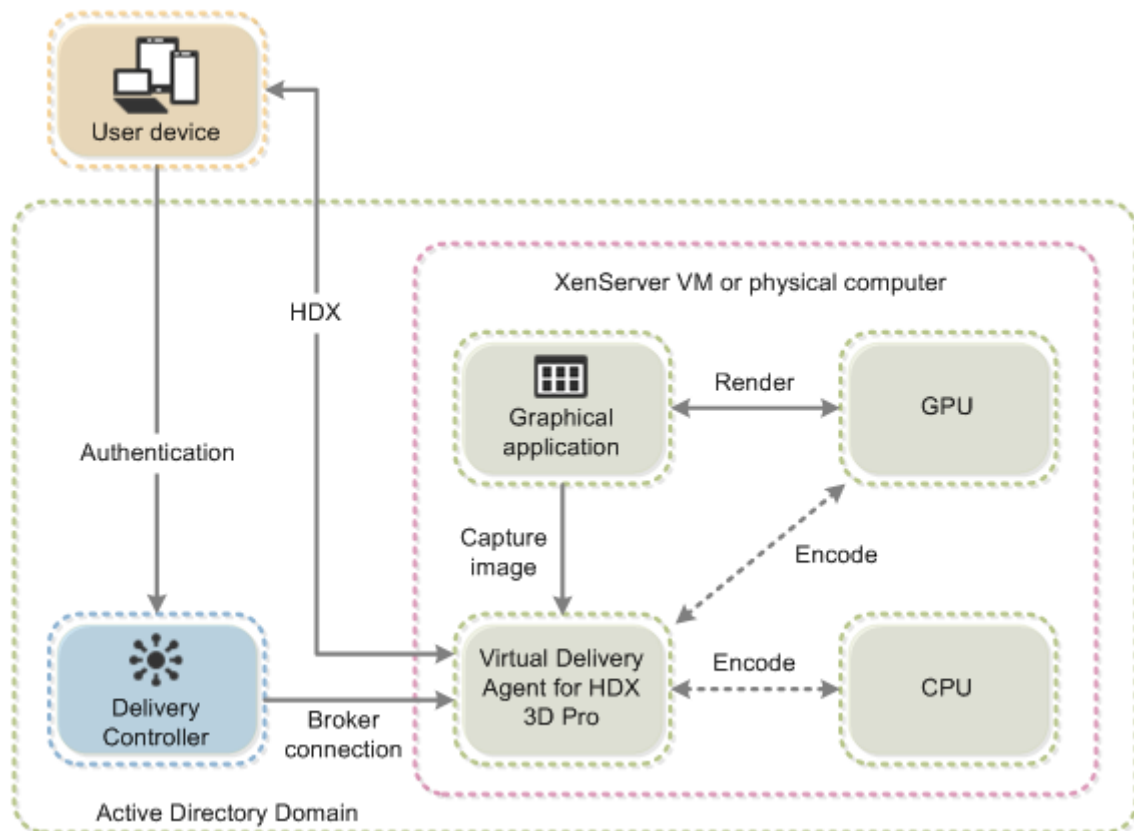 User device
XenServer VM or physical computer
HDX
Graphical
application
Render
GPU
Authentication
Capture
image
Encode
Delivery
Controller
Broker
connection
Virtual Delivery
Agent for HDX
3D Pro
Encode
CPU
Active Directory Domain